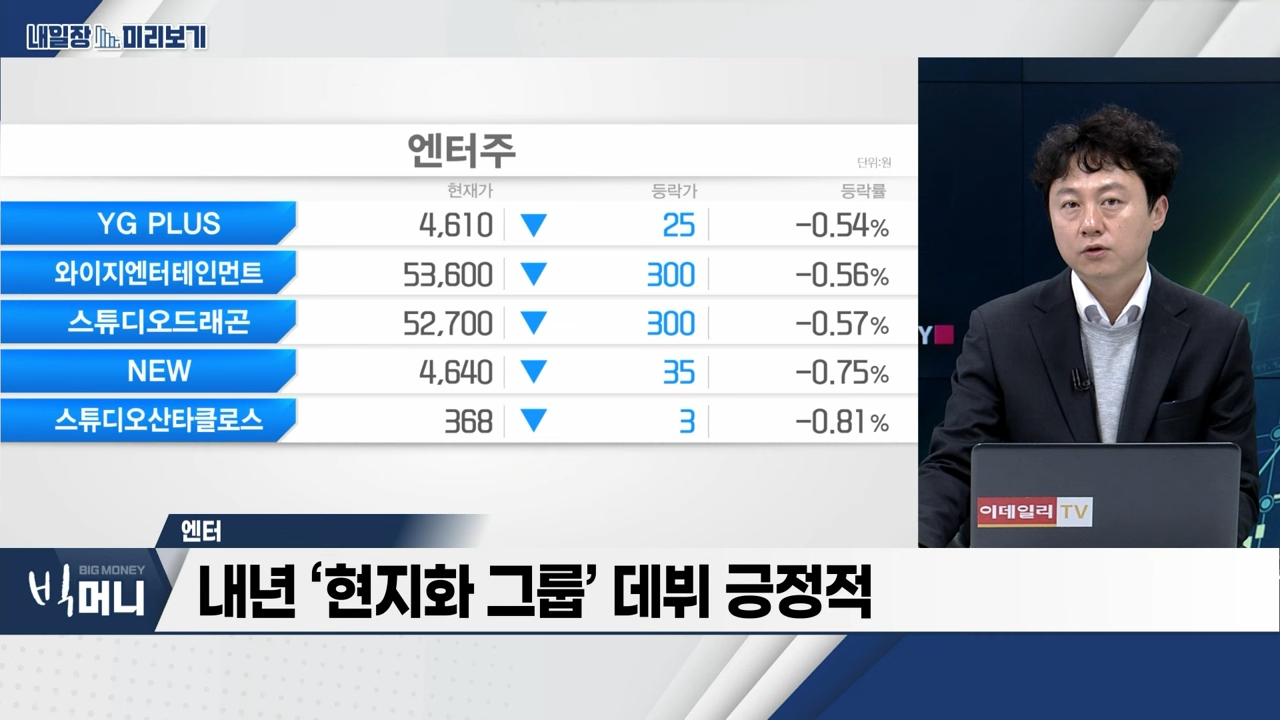 내일장 미리보기
엔터주
단위:원
현재가 등락가 등락률
YG PLUS 4,610 ▼ 25 -0.54%
와이지엔터테인먼트 53,600 ▼ 300 -0.56%
스튜디오드래곤 52,700 ▼ 300 -0.57%
NEW 4,640 ▼ 35 -0.75%
스튜디오산타클로스 368 ▼ 3 -0.81%
Y
이데일리 TV
엔터
BIG MONEY
빅머니
내년 ‘현지화 그룹’ 데뷔 긍정적